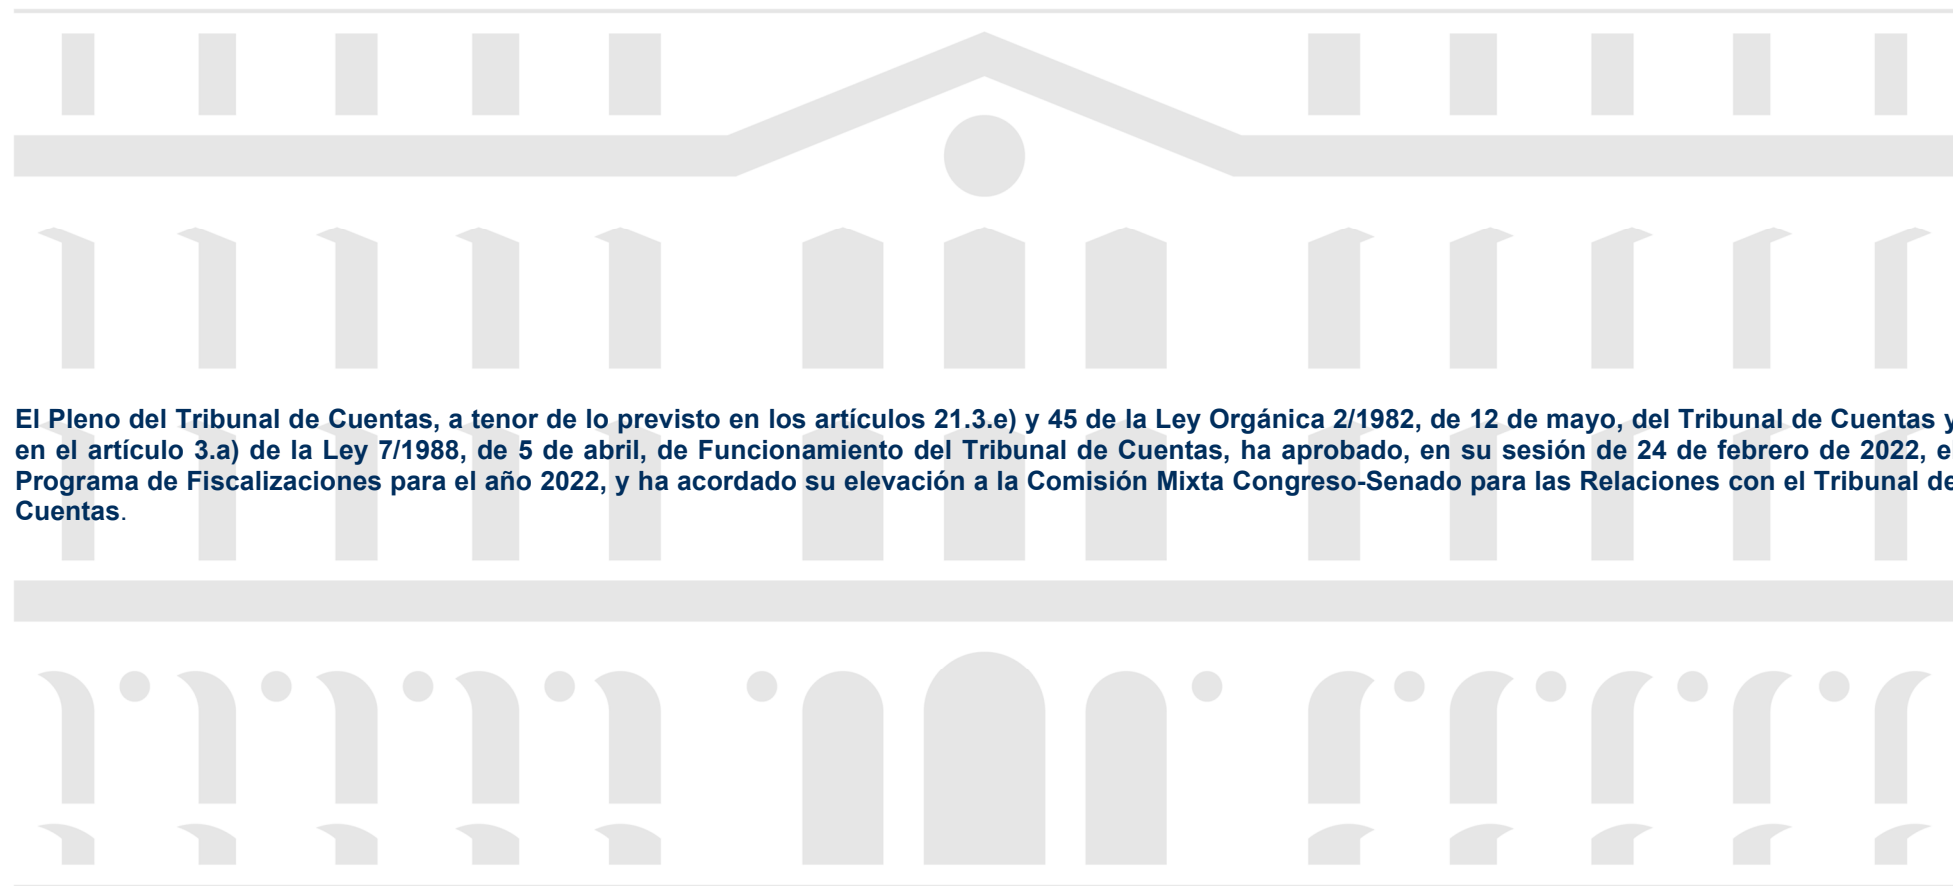 El Pleno del Tribunal de Cuentas, a tenor de lo previsto en los artículos 21.3.e) y 45 de la Ley Orgánica 2/1982, de 12 de mayo, del Tribunal de Cuentas y
en el artículo 3.a) de la Ley 7/1988, de 5 de abril, de Funcionamiento del Tribunal de Cuentas, ha aprobado, en su sesión de 24 de febrero de 2022, el
Programa de Fiscalizaciones para el año 2022, y ha acordado su elevación a la Comisión Mixta Congreso-Senado para las Relaciones con el Tribunal de
Cuentas.